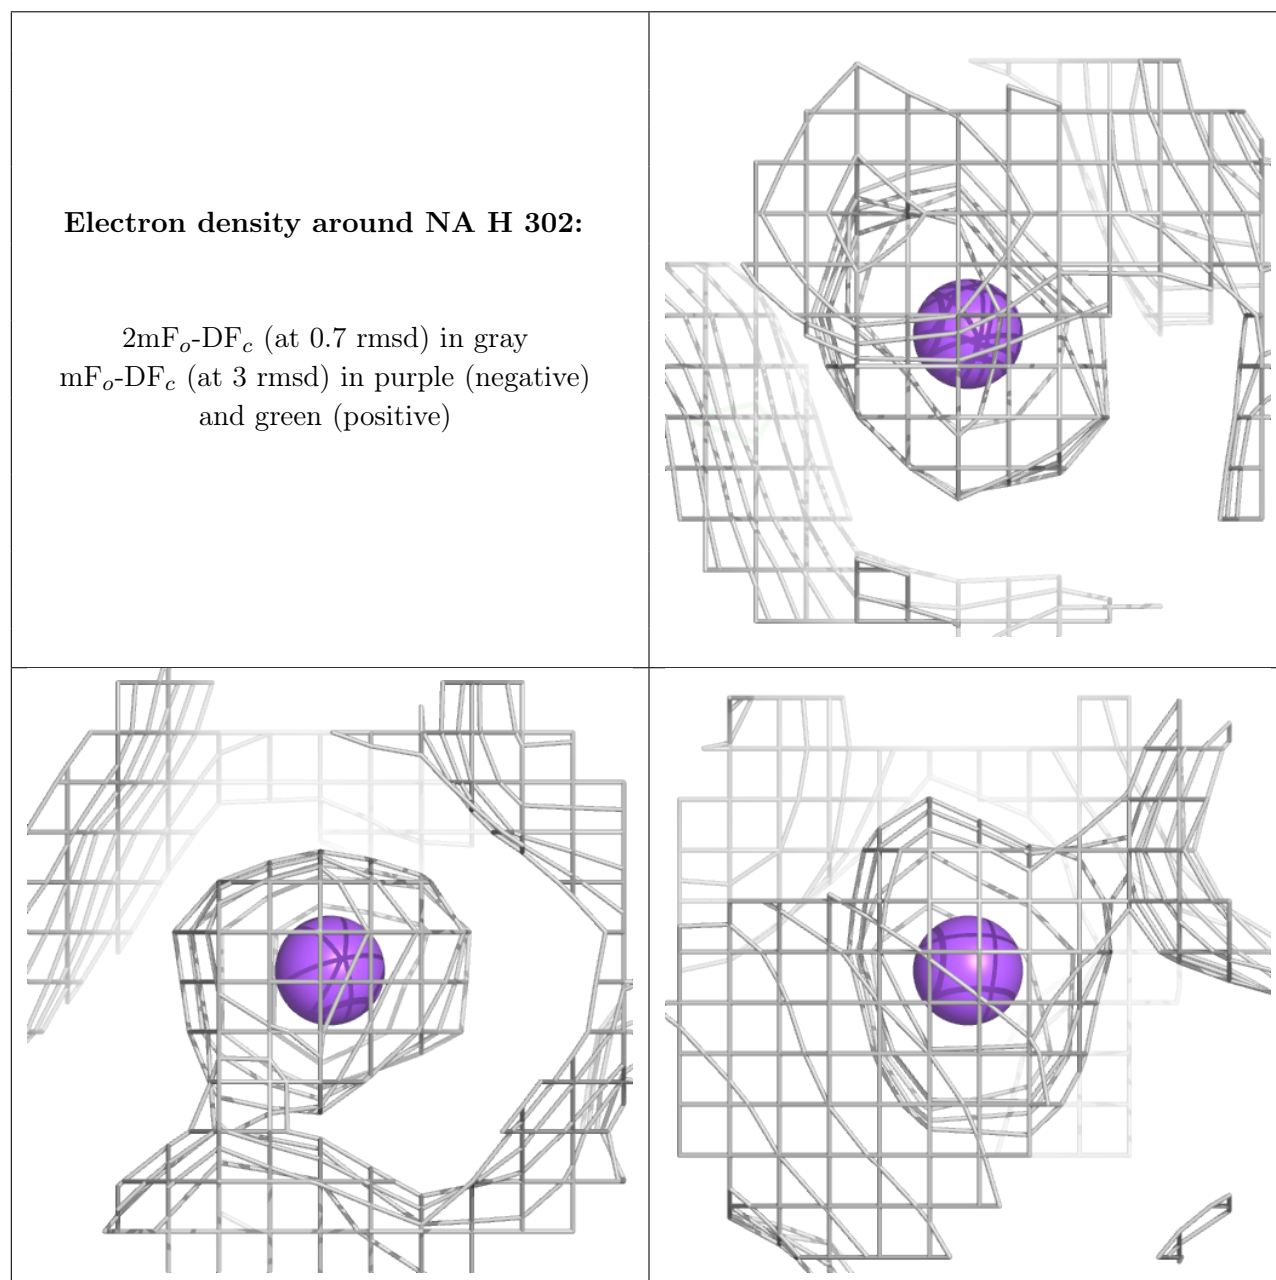 Electron density around NA H 302:
2mFo-DFc (at 0.7 rmsd) in gray
mFo-DFc (at 3 rmsd) in purple (negative)
and green (positive)